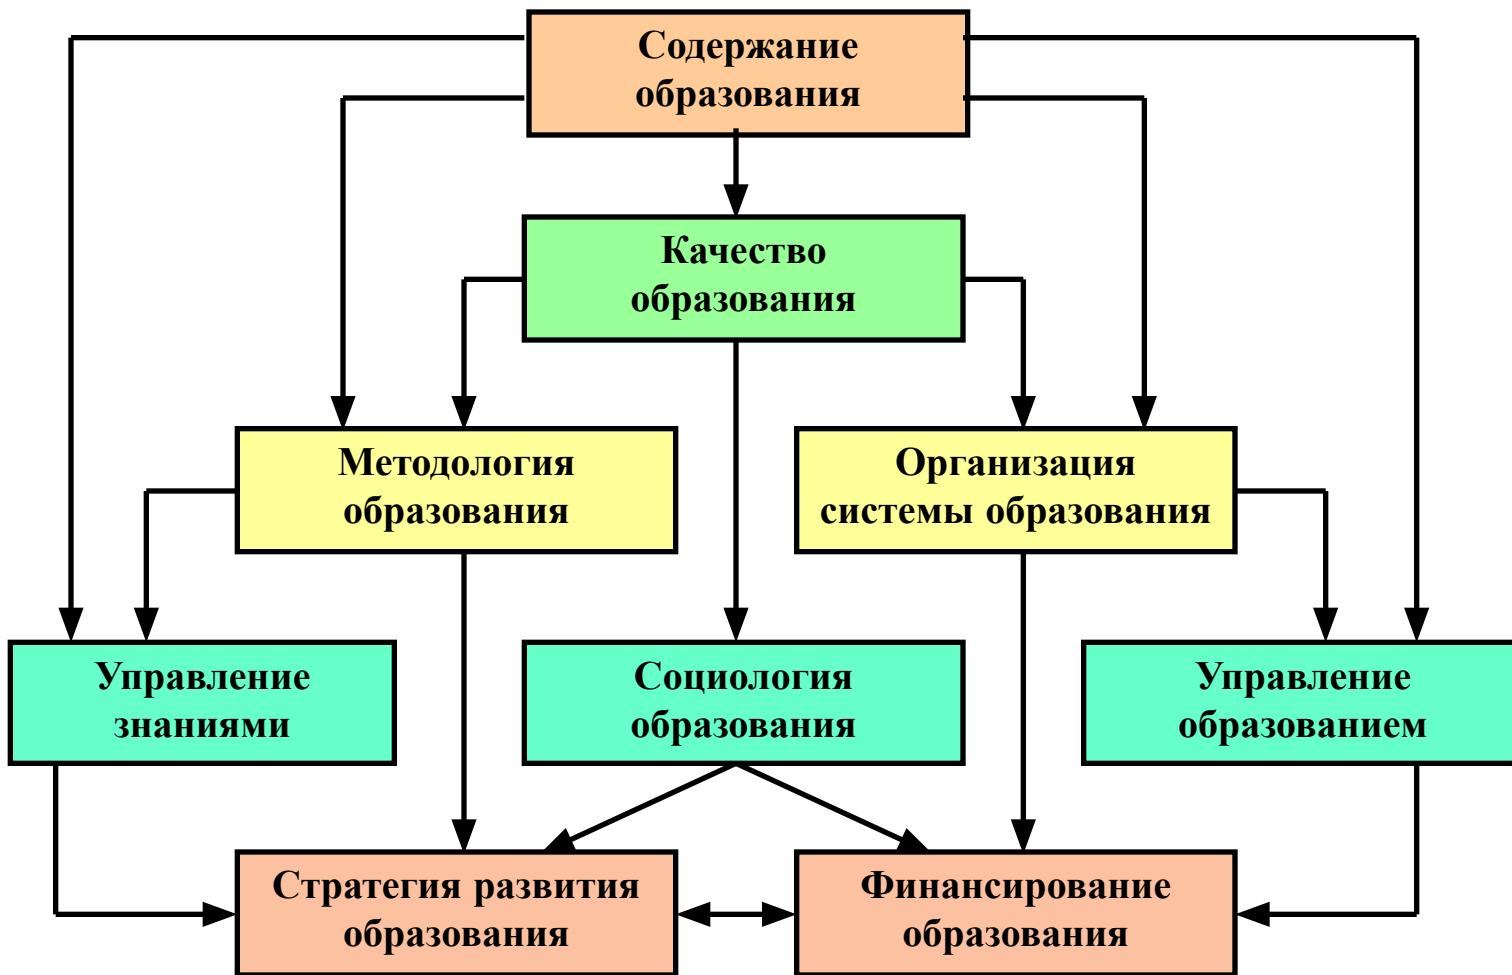 Содержание
образования
Качество
образования
Методология
образования
Организация
системы образования
Управление
знаниями
Социология
образования
Управление
образованием
Стратегия развития
образования
Финансирование
образования